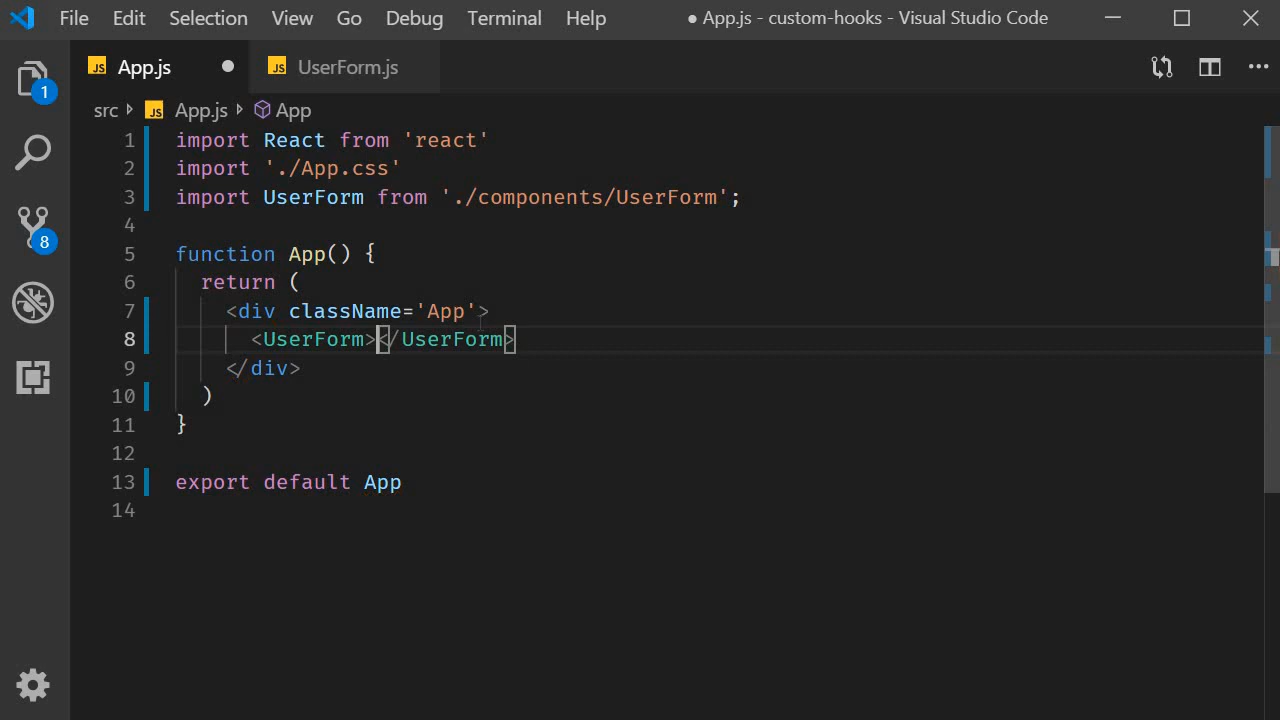 File Edit Selection View Go Debug Terminal Help ● App.js - custom-hooks - Visual Studio Code
JS App.js ● JS UserForm.js
src > JS App.js > App
1 import React from 'react'
2 import './App.css'
3 import UserForm from './components/UserForm';
4
5 function App() {
6   return (
7     <div className='App'>
8       <UserForm></UserForm>
9     </div>
10   )
11 }
12
13 export default App
14
1
8